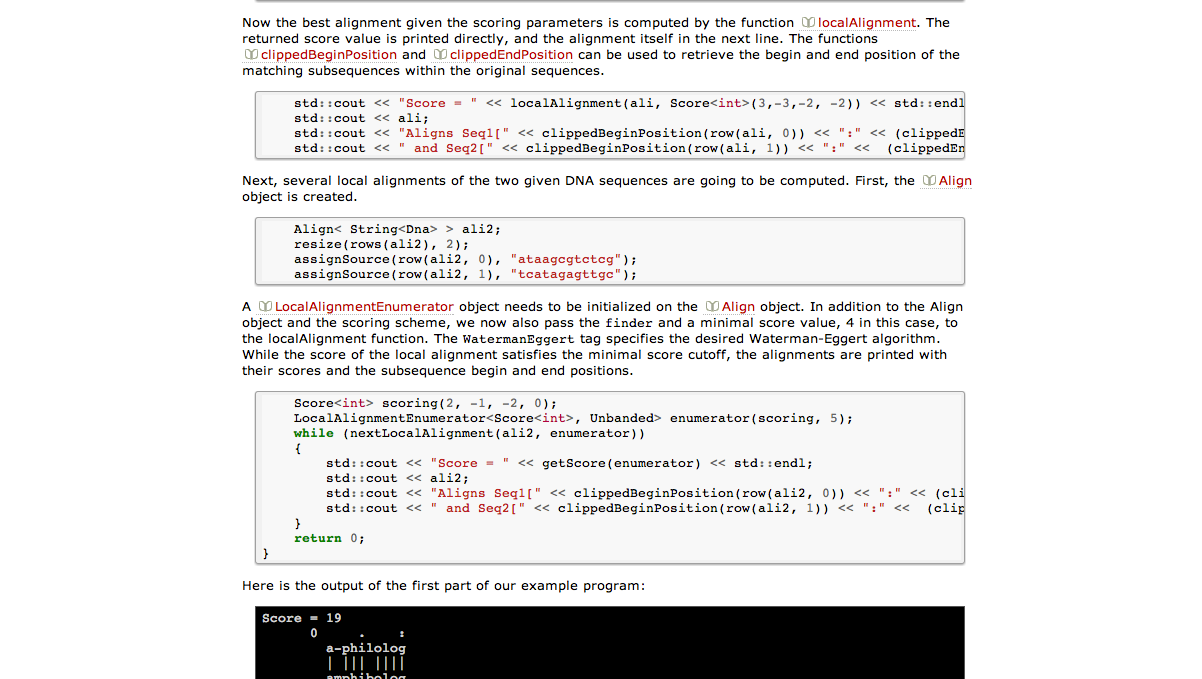 Now the best alignment given the scoring parameters is computed by the function localAlignment. The
returned score value is printed directly, and the alignment itself in the next line. The functions
clippedBeginPosition and clippedEndPosition can be used to retrieve the begin and end position of the
matching subsequences within the original sequences.
std::cout << "Score = " << localAlignment(ali, Score<int>(3,-3,-2, -2)) << std::endl
std::cout << ali;
std::cout << "Aligns Seq1[" << clippedBeginPosition(row(ali, 0)) << ":" << (clippedE
std::cout << " and Seq2[" << clippedBeginPosition(row(ali, 1)) << ":" <<  (clippedEn
Next, several local alignments of the two given DNA sequences are going to be computed. First, the Align
object is created.
Align< String<Dna> > ali2;
resize(rows(ali2), 2);
assignSource(row(ali2, 0), "ataagcgtctcg");
assignSource(row(ali2, 1), "tcatagagttgc");
A LocalAlignmentEnumerator object needs to be initialized on the Align object. In addition to the Align
object and the scoring scheme, we now also pass the finder and a minimal score value, 4 in this case, to
the localAlignment function. The WatermanEggert tag specifies the desired Waterman-Eggert algorithm.
While the score of the local alignment satisfies the minimal score cutoff, the alignments are printed with
their scores and the subsequence begin and end positions.
Score<int> scoring(2, -1, -2, 0);
LocalAlignmentEnumerator<Score<int>, Unbanded> enumerator(scoring, 5);
while (nextLocalAlignment(ali2, enumerator))
{
std::cout << "Score = " << getScore(enumerator) << std::endl;
std::cout << ali2;
std::cout << "Aligns Seq1[" << clippedBeginPosition(row(ali2, 0)) << ":" << (cli
std::cout << " and Seq2[" << clippedBeginPosition(row(ali2, 1)) << ":" <<  (clip
}
return 0;
}
Here is the output of the first part of our example program:
Score = 19
0     .    :
a-philolog
| ||| ||||
amphibolog